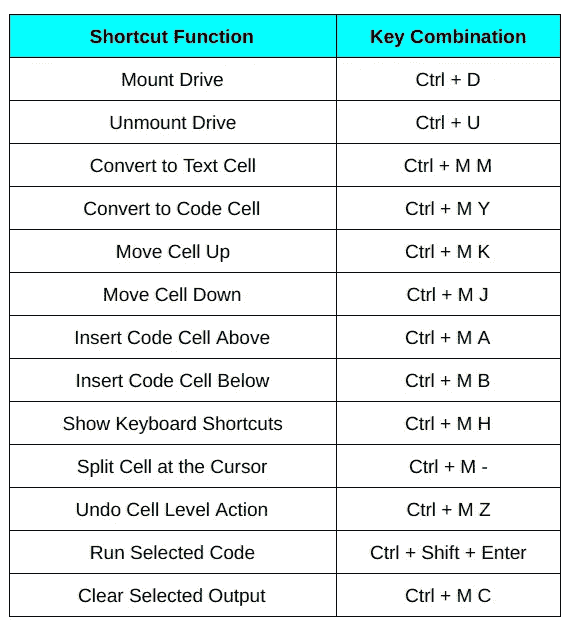 Shortcut Function Key Combination
Mount Drive Ctrl + D
Unmount Drive Ctrl + U
Convert to Text Cell Ctrl + M M
Convert to Code Cell Ctrl + M Y
Move Cell Up Ctrl + M K
Move Cell Down Ctrl + M J
Insert Code Cell Above Ctrl + M A
Insert Code Cell Below Ctrl + M B
Show Keyboard Shortcuts Ctrl + M H
Split Cell at the Cursor Ctrl + M -
Undo Cell Level Action Ctrl + M Z
Run Selected Code Ctrl + Shift + Enter
Clear Selected Output Ctrl + M C